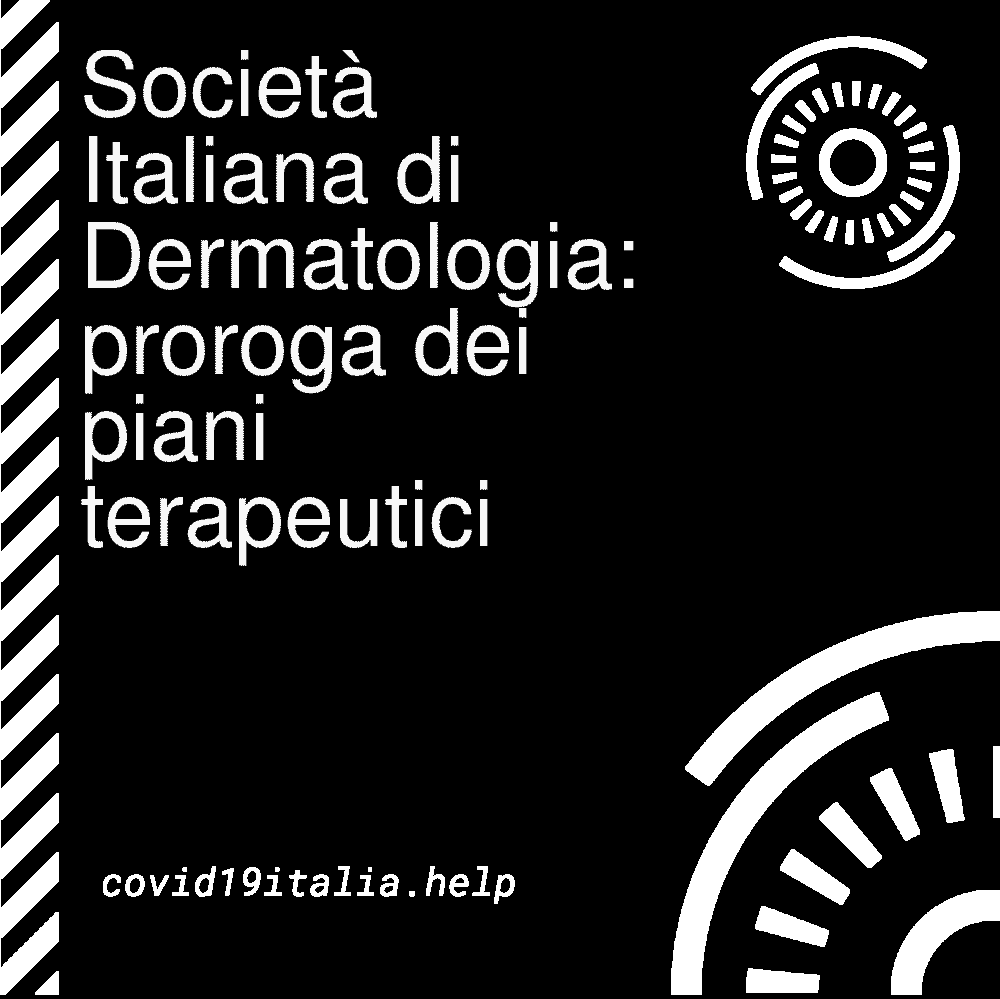 Società
Italiana di
Dermatologia:
proroga dei
piani
terapeutici
covid19italia.help